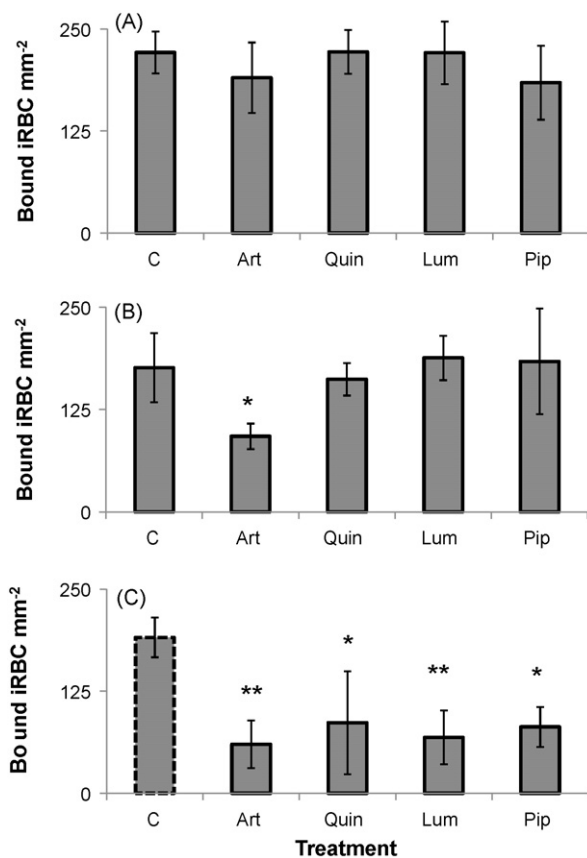 (A)
Bound iRBC mm⁻²
250
125
0
C Art Quin Lum Pip
(B)
Bound iRBC mm⁻²
250
125
0
*
C Art Quin Lum Pip
(C)
Bo und iRBC mm⁻²
250
125
0
** * ** *
C Art Quin Lum Pip
Treatment